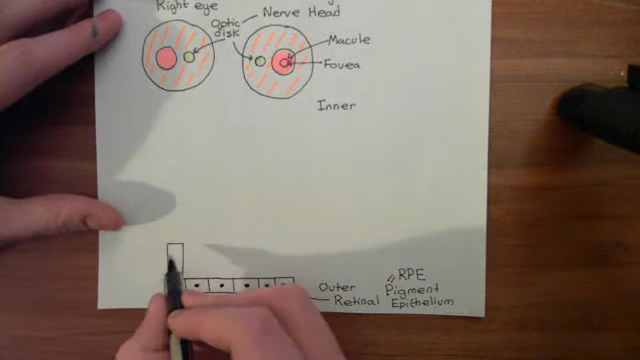 Right eye
Optic
disk
Nerve Head
Macule
Fovea
Inner
Outer
Retinal
RPE
Pigment
Epithelium